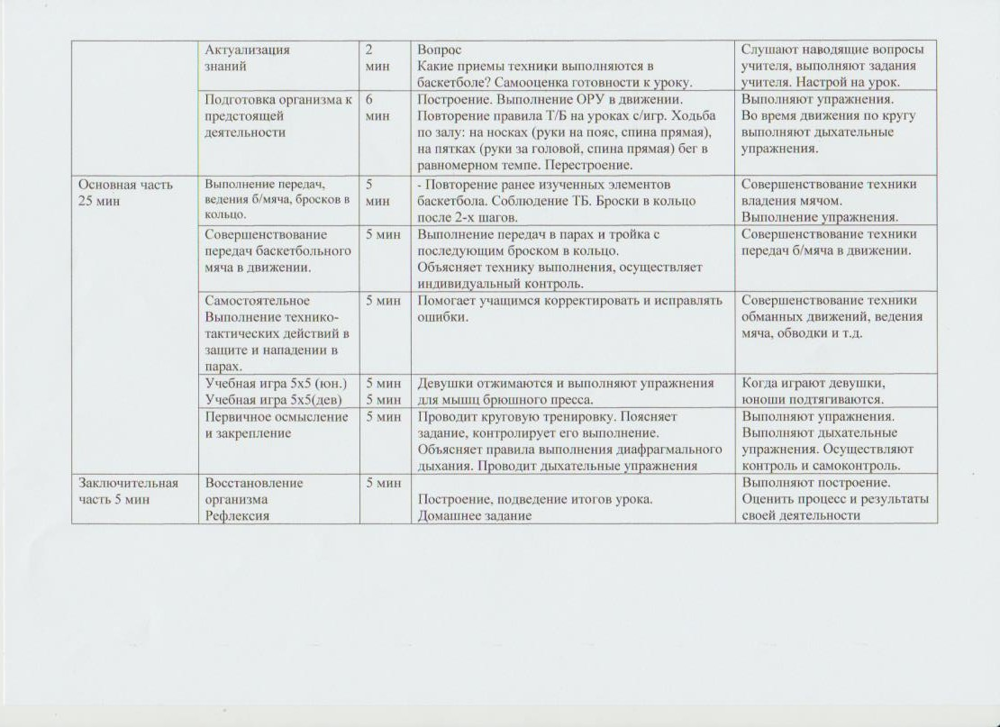 Актуализация
знаний
2
мин
Вопрос
Какие приемы техники выполняются в
баскетболе? Самооценка готовности к уроку.
Слушают наводящие вопросы
учителя, выполняют задания
учителя. Настрой на урок.
Подготовка организма к
предстоящей
деятельности
6
мин
Построение. Выполнение ОРУ в движении.
Повторение правила Т/Б на уроках с/игр. Ходьба
по залу: на носках (руки на пояс, спина прямая),
на пятках (руки за головой, спина прямая) бег в
равномерном темпе. Перестроение.
Выполняют упражнения.
Во время движения по кругу
выполняют дыхательные
упражнения.
Основная часть
25 мин
Выполнение передач,
ведения б/мяча, бросков в
кольцо.
5
мин
- Повторение ранее изученных элементов
баскетбола. Соблюдение ТБ. Броски в кольцо
после 2-х шагов.
Совершенствование техники
владения мячом.
Выполнение упражнения.
Совершенствование
передач баскетбольного
мяча в движении.
5 мин
Выполнение передач в парах и тройка с
последующим броском в кольцо.
Объясняет технику выполнения, осуществляет
индивидуальный контроль.
Совершенствование техники
передач б/мяча в движении.
Самостоятельное
Выполнение технико-
тактических действий в
защите и нападении в
парах.
5 мин
Помогает учащимся корректировать и исправлять
ошибки.
Совершенствование техники
обманных движений, ведения
мяча, обводки и т.д.
Учебная игра 5х5 (юн.)
Учебная игра 5х5(дев)
5 мин
5 мин
Девушки отжимаются и выполняют упражнения
для мышц брюшного пресса.
Когда играют девушки,
юноши подтягиваются.
Первичное осмысление
и закрепление
5 мин
Проводит круговую тренировку. Поясняет
задание, контролирует его выполнение.
Объясняет правила выполнения диафрагмального
дыхания. Проводит дыхательные упражнения
Выполняют упражнения.
Выполняют дыхательные
упражнения. Осуществляют
контроль и самоконтроль.
Заключительная
часть 5 мин
Восстановление
организма
Рефлексия
5 мин
Построение, подведение итогов урока.
Домашнее задание
Выполняют построение.
Оценить процесс и результаты
своей деятельности